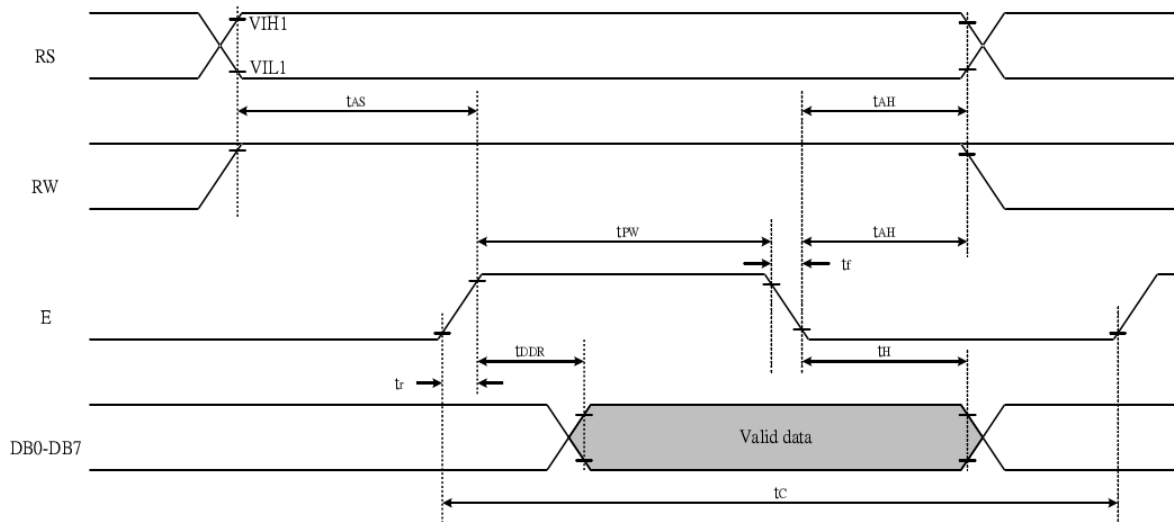 VIH1
RS
VIL1
tAS
tAH
RW
tPW
tAH
tf
E
tDDR
tH
tr
Valid data
DB0-DB7
tC